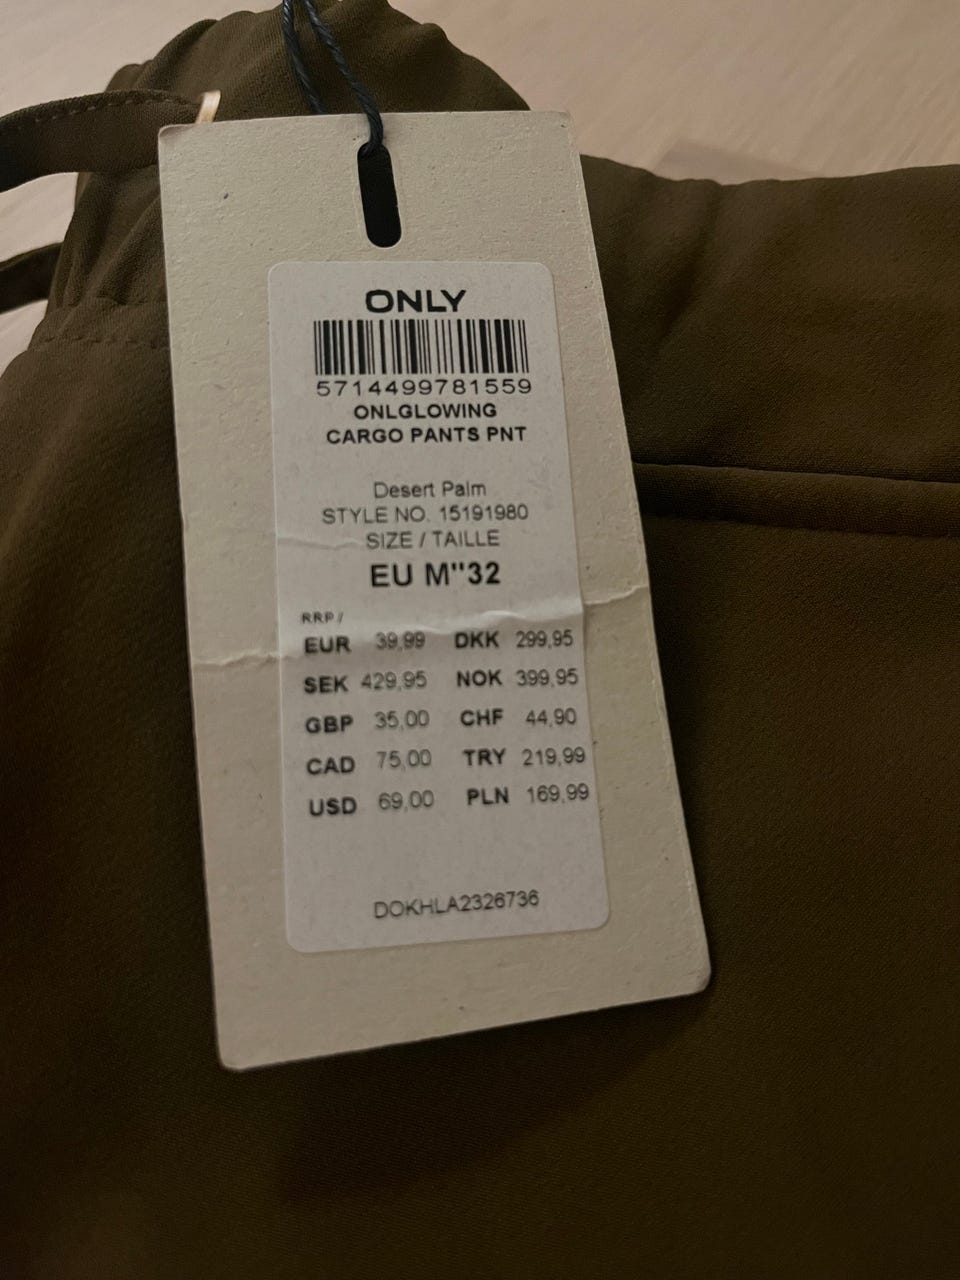 ONLY
5714499781559
ONLGLOWING
CARGO PANTS PNT
Desert Palm
STYLE NO. 15191980
SIZE / TAILLE
EU M"32
RRP/
EUR 39,99 DKK 299,95
SEK 429,95 NOK 399,95
GBP 35,00 CHF 44,90
CAD 75,00 TRY 219,99
USD 69,00 PLN 169,99
DOKHLA2326736